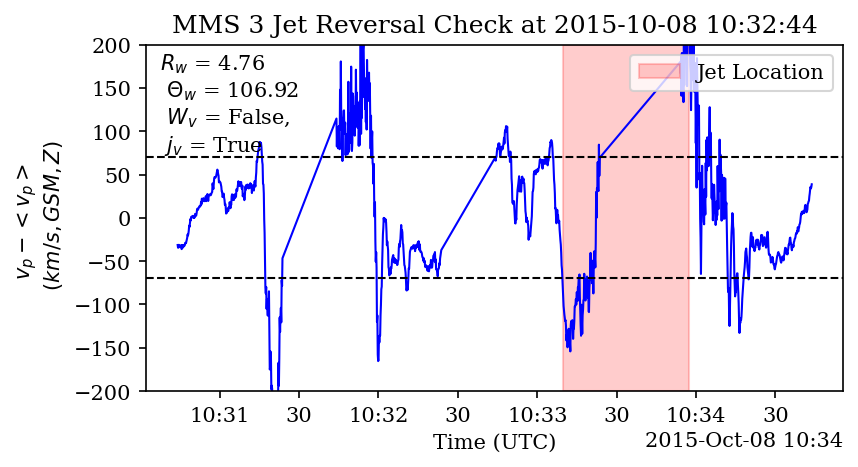 MMS 3 Jet Reversal Check at 2015-10-08 10:32:44
R_w = 4.76
Θ_w = 106.92
W_v = False,
j_v = True
Jet Location
v_p − < v_p >
(km/s, GSM, Z)
200
150
100
50
0
−50
−100
−150
−200
10:31 30 10:32 30 10:33 30 10:34 30
Time (UTC)
2015-Oct-08 10:34